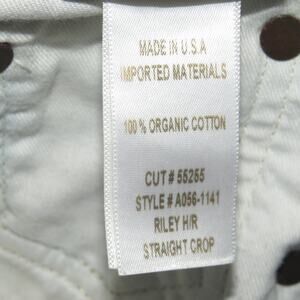 MADE IN U.S.A
IMPORTED MATERIALS
100% ORGANIC COTTON
CUT # 55255
STYLE # A056-1141
RILEY H/R
STRAIGHT CROP